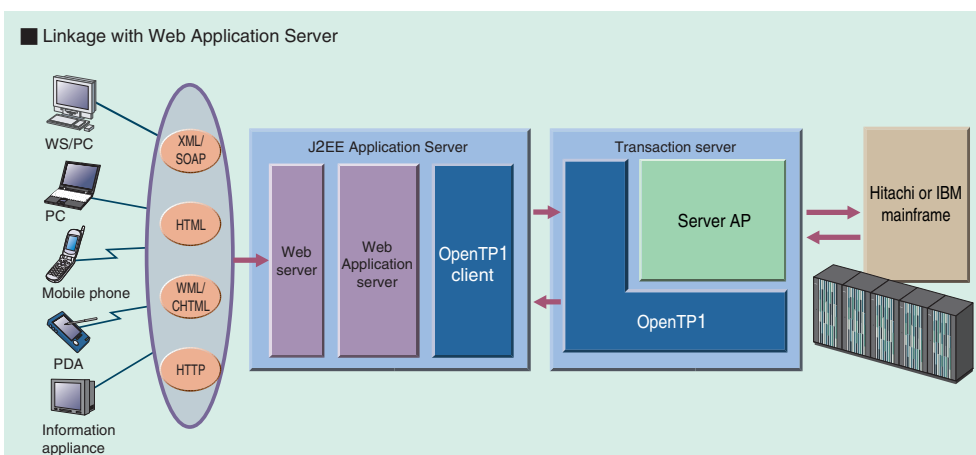 Linkage with Web Application Server
WS/PC
PC
Mobile phone
PDA
Information
appliance
XML/
SOAP
HTML
WML/
CHTML
HTTP
J2EE Application Server
Web
server
Web
Application
server
OpenTP1
client
Transaction server
Server AP
OpenTP1
Hitachi or IBM
mainframe